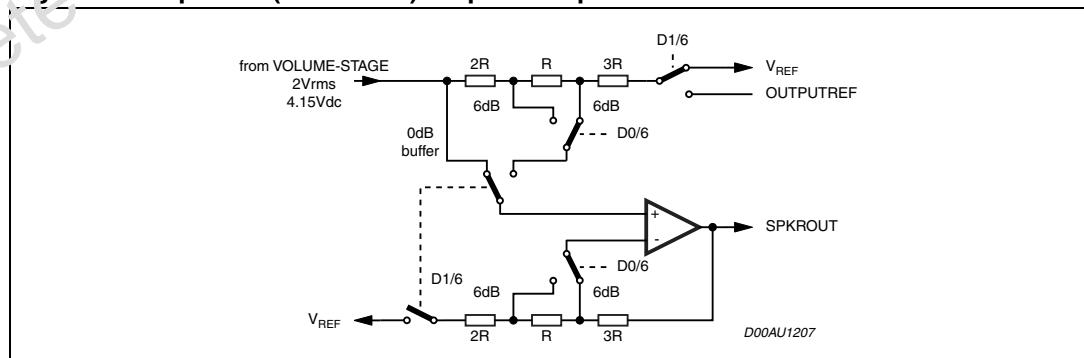 D1/6
from VOLUME-STAGE
2Vrms
4.15Vdc
2R
R
3R
V_REF
OUTPUTREF
6dB
6dB
0dB
buffer
D0/6
+
-
SPKROUT
D0/6
D1/6
6dB
6dB
V_REF
2R
R
3R
D00AU1207